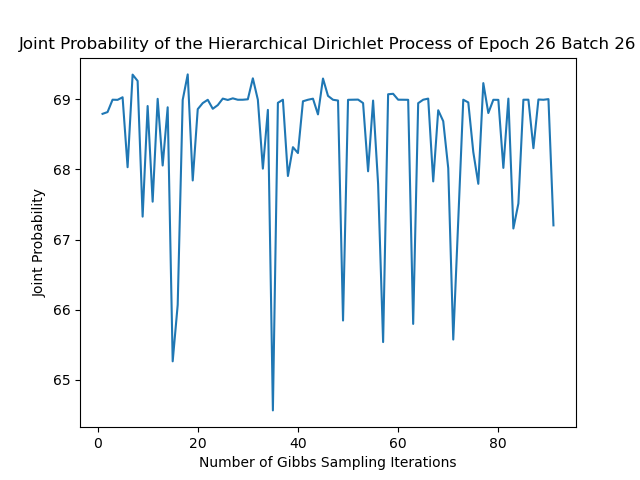 Joint Probability of the Hierarchical Dirichlet Process of Epoch 26 Batch 26
69
68
67
66
65
Joint Probability
0 20 40 60 80
Number of Gibbs Sampling Iterations